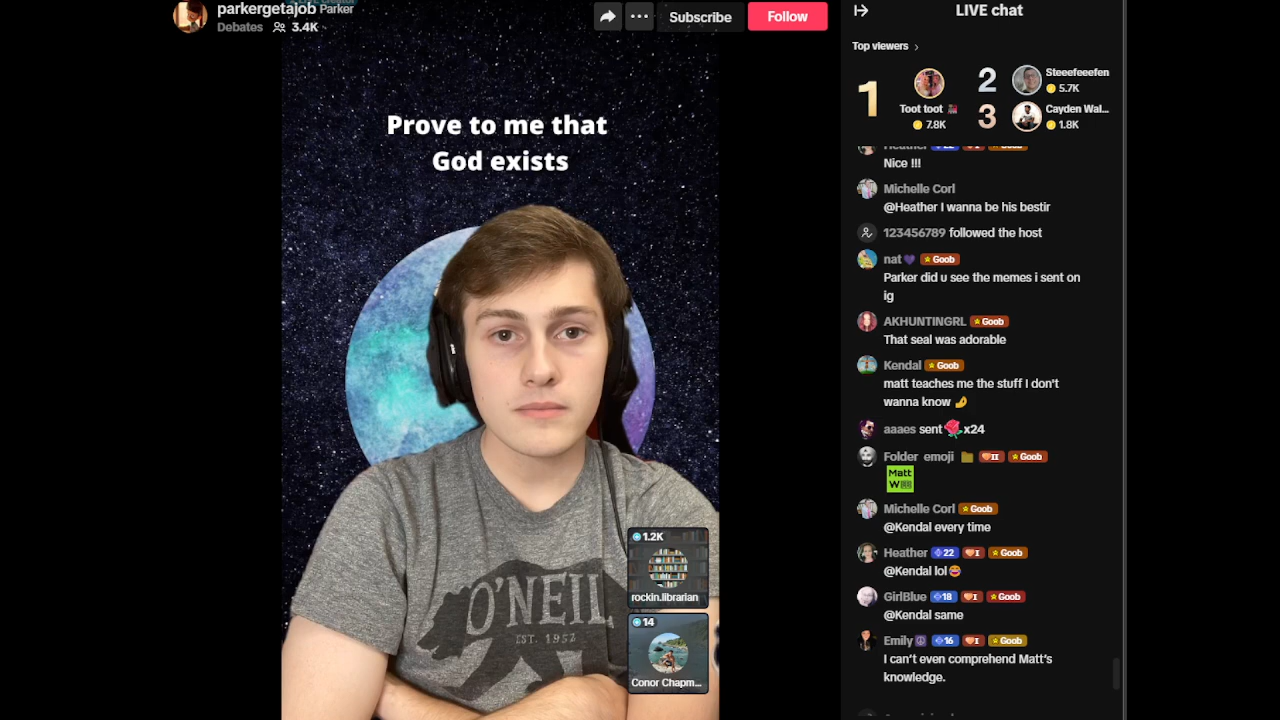 parkergetajob Parker
Debates 3.4K
Subscribe
Follow
Prove to me that
God exists
O'NEILL
EST. 1952
1.2K
rockin.librarian
14
Conor Chapm...
LIVE chat
Top viewers >
1
Toot toot
7.8K
2
Steeefeeefen
5.7K
3
Cayden Wal...
1.8K
Heather 22 I Goob
Nice !!!
Michelle Corl
@Heather I wanna be his bestir
123456789 followed the host
nat Goob
Parker did u see the memes i sent on
ig
AKHUNTINGRL Goob
That seal was adorable
Kendal Goob
matt teaches me the stuff I don't
wanna know
aaaes sent x24
Folder emoji II Goob
Matt
W
Michelle Corl Goob
@Kendal every time
Heather 22 I Goob
@Kendal lol
GirlBlue 18 I Goob
@Kendal same
Emily 16 I Goob
I can't even comprehend Matt's
knowledge.